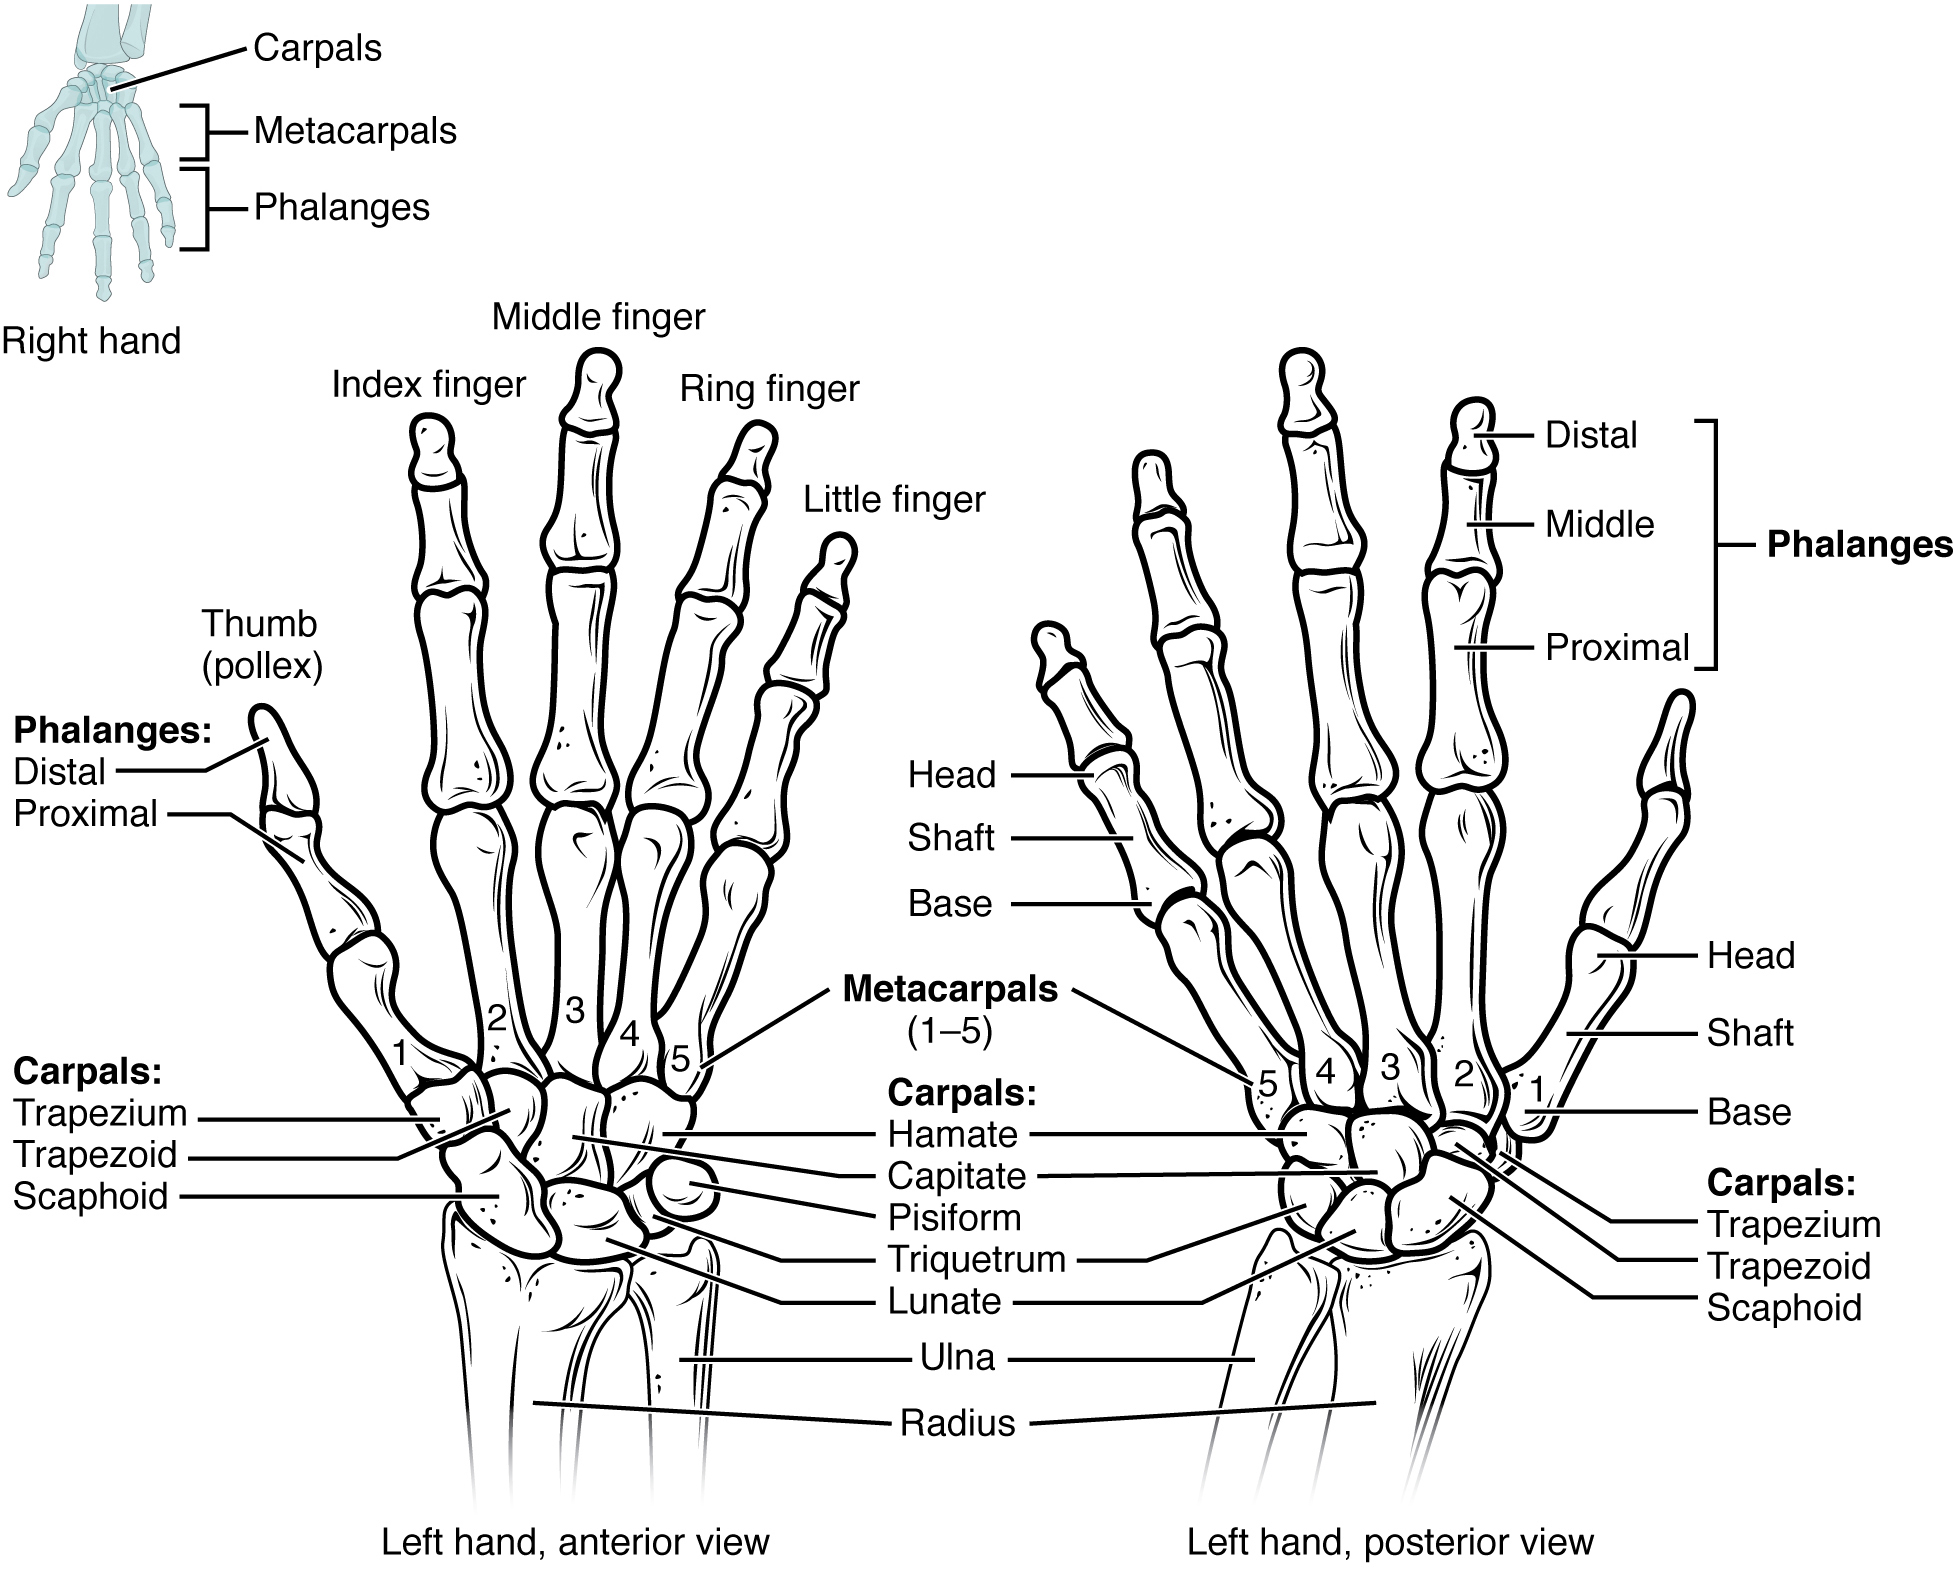 Carpals
Metacarpals
Phalanges
Right hand
Middle finger
Index finger
Ring finger
Little finger
Thumb
(pollex)
Phalanges:
Distal
Proximal
1
2
3
4
5
Carpals:
Trapezium
Trapezoid
Scaphoid
Metacarpals
(1–5)
Carpals:
Hamate
Capitate
Pisiform
Triquetrum
Lunate
Ulna
Radius
Head
Shaft
Base
5
4
3
2
1
Distal
Middle
Proximal
Phalanges
Head
Shaft
Base
Carpals:
Trapezium
Trapezoid
Scaphoid
Left hand, anterior view
Left hand, posterior view